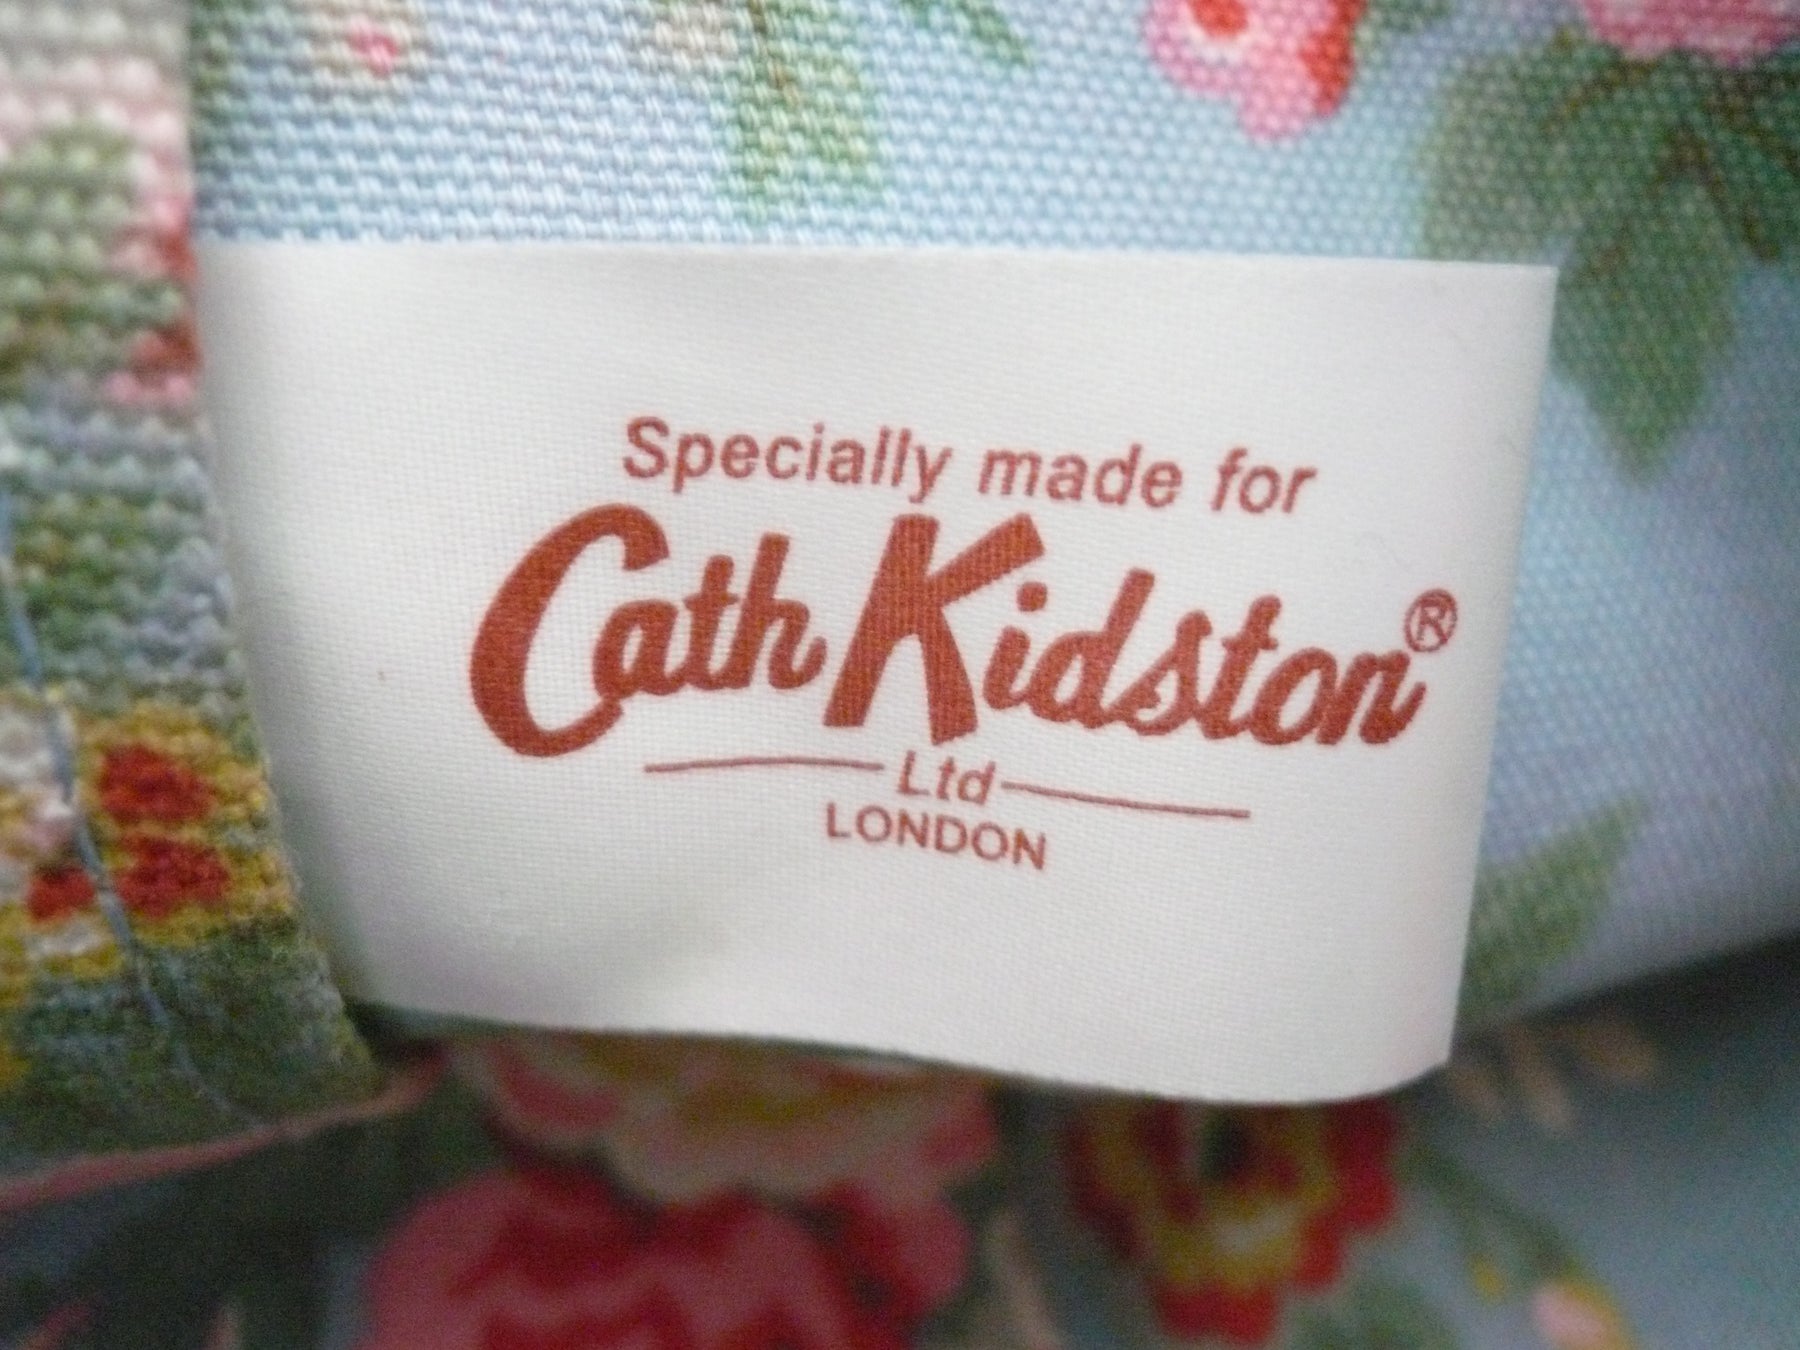 Specially made for
Cath Kidston®
Ltd
LONDON